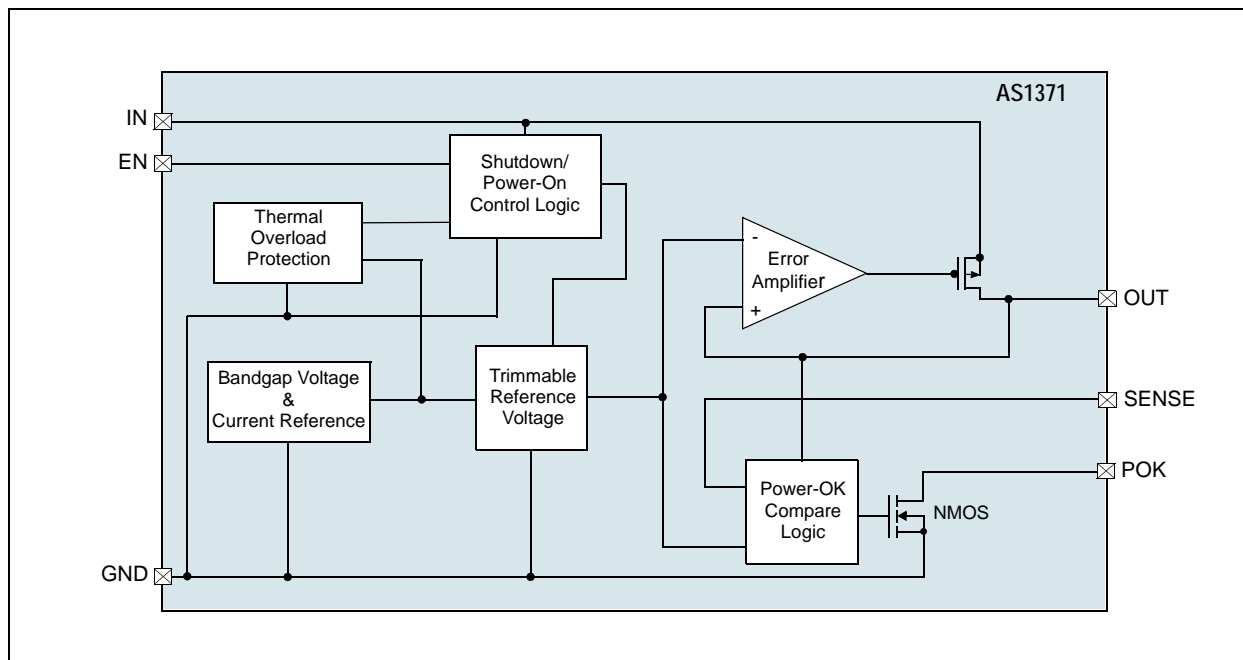 AS1371
IN
EN
Shutdown/
Power-On
Control Logic
Thermal
Overload
Protection
-
Error
Amplifier
+
OUT
Bandgap Voltage
&
Current Reference
Trimmable
Reference
Voltage
SENSE
Power-OK
Compare
Logic
NMOS
POK
GND